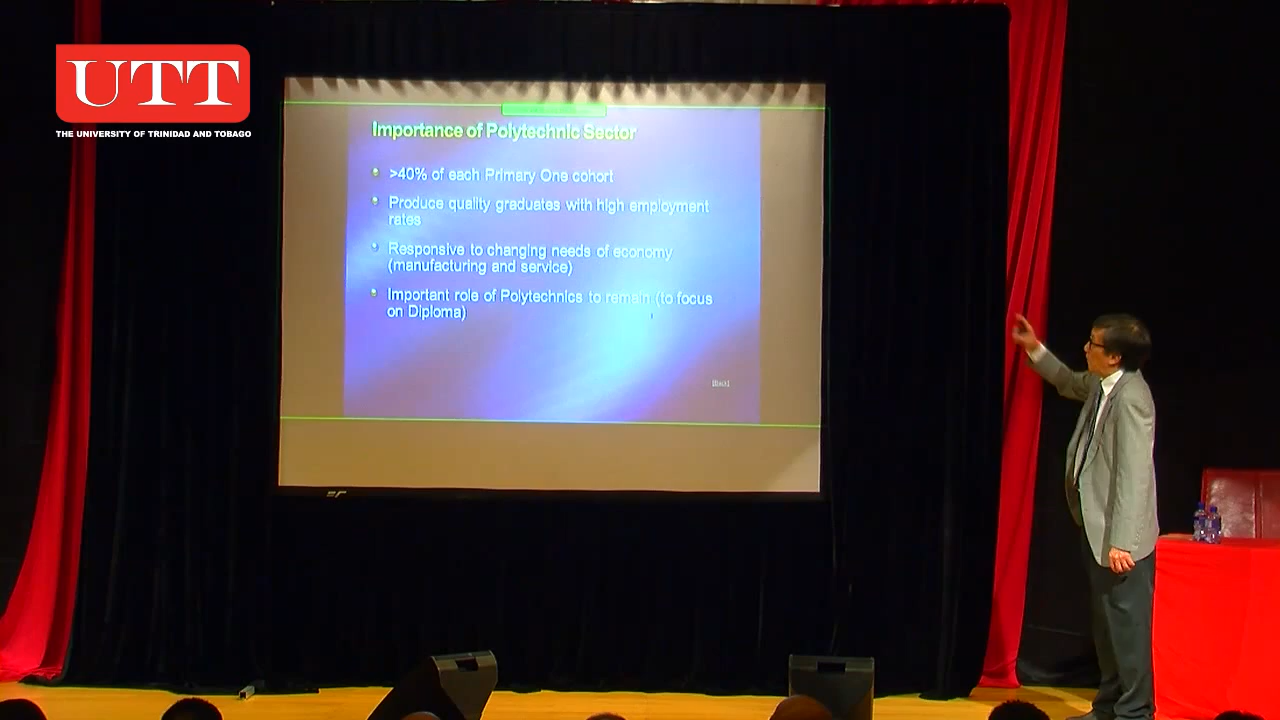 UTT
THE UNIVERSITY OF TRINIDAD AND TOBAGO
Importance of Polytechnic Sector
>40% of each Primary One cohort
Produce quality graduates with high employment
rates
Responsive to changing needs of economy
(manufacturing and service)
Important role of Polytechnics to remain (to focus
on Diploma)